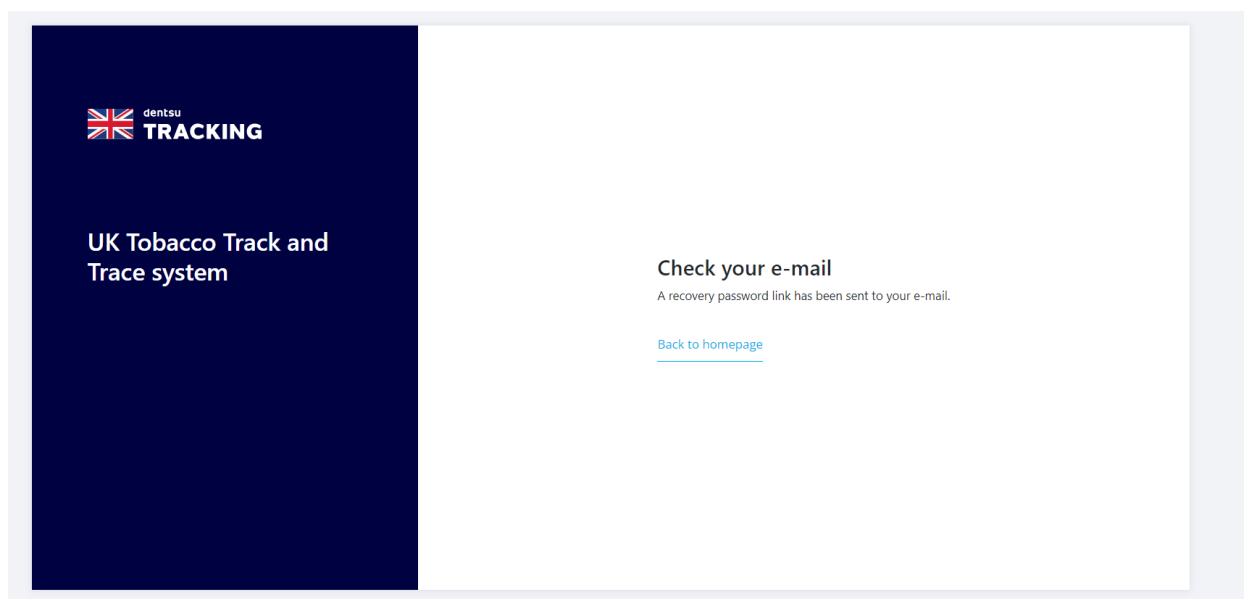 dentsu
TRACKING
UK Tobacco Track and
Trace system
Check your e-mail
A recovery password link has been sent to your e-mail.
Back to homepage